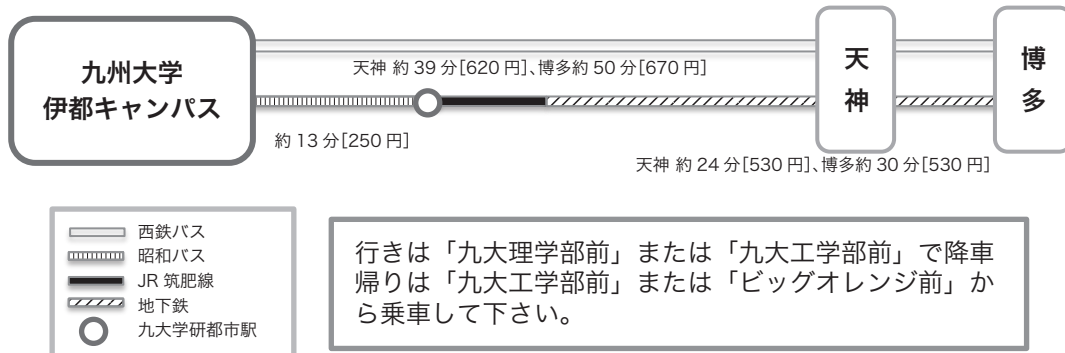 九州大学
伊都キャンパス
天神 約 39 分[620 円]、博多約 50 分[670 円]
天神
博多
約 13 分[250 円]
天神 約 24 分[530 円]、博多約 30 分[530 円]
西鉄バス
昭和バス
JR 筑肥線
地下鉄
九大学研都市駅
行きは「九大理学部前」または「九大工学部前」で降車
帰りは「九大工学部前」または「ビッグオレンジ前」か
ら乗車して下さい。